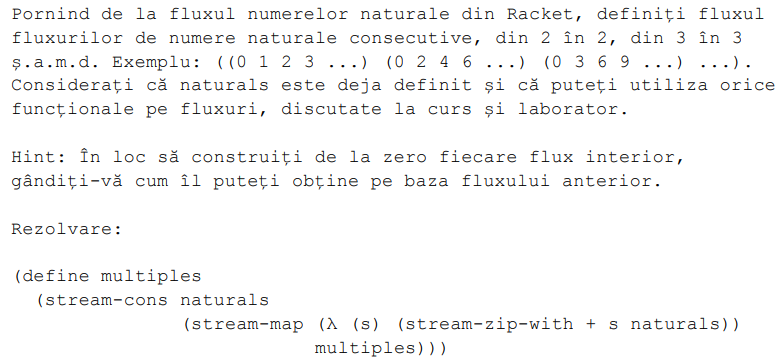 Pornind de la fluxul numerelor naturale din Racket, definiți fluxul
fluxurilor de numere naturale consecutive, din 2 în 2, din 3 în 3
ș.a.m.d. Exemplu: ((0 1 2 3 ...) (0 2 4 6 ...) (0 3 6 9 ...) ...).
Considerați că naturals este deja definit și că puteți utiliza orice
funcționale pe fluxuri, discutate la curs și laborator.

Hint: În loc să construiți de la zero fiecare flux interior,
gândiți-vă cum îl puteți obține pe baza fluxului anterior.

Rezolvare:

(define multiples
  (stream-cons naturals
               (stream-map (λ (s) (stream-zip-with + s naturals))
                           multiples)))